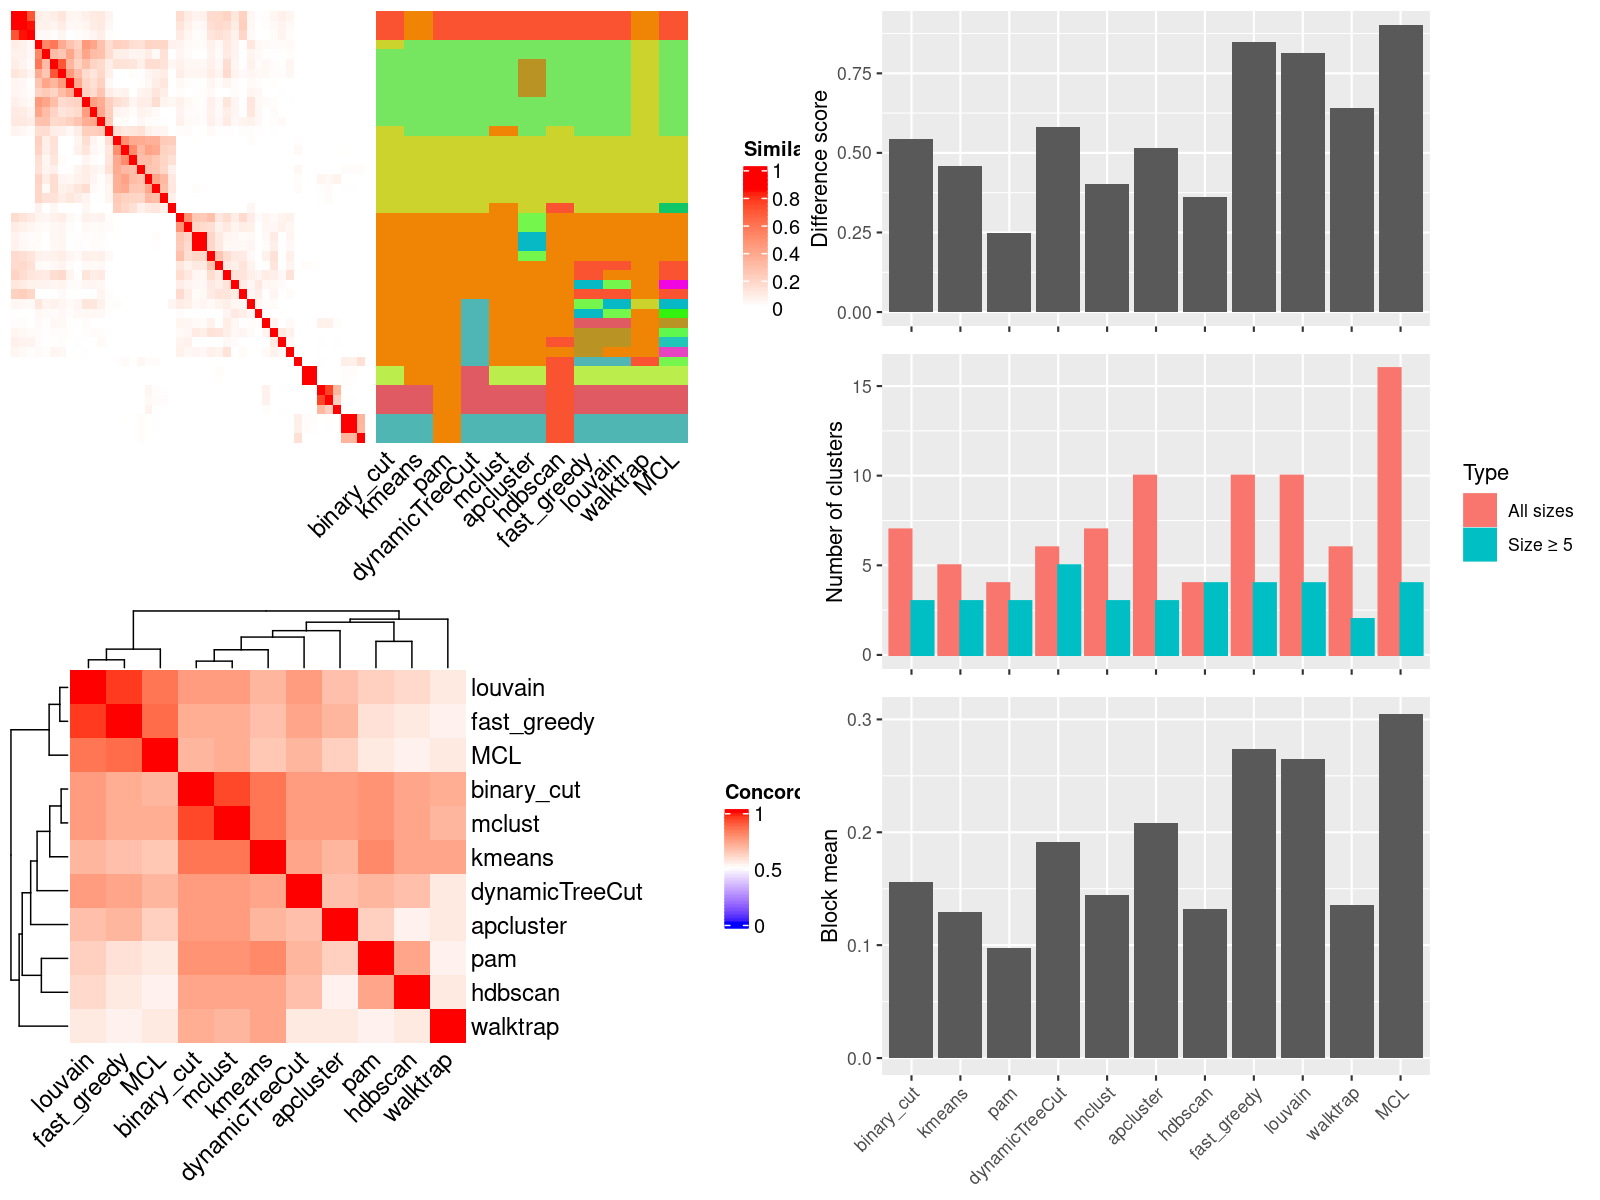 Simila
1
0.8
0.6
0.4
0.2
0
binary_cut
kmeans
pam
dynamicTreeCut
mclust
apcluster
hdbscan
fast_greedy
louvain
walktrap
MCL
Difference score
0.75
0.50
0.25
0.00
Number of clusters
15
10
5
0
Type
All sizes
Size ≥ 5
louvain
fast_greedy
MCL
binary_cut
mclust
kmeans
dynamicTreeCut
apcluster
pam
hdbscan
walktrap
louvain
fast_greedy
MCL
binary_cut
mclust
kmeans
dynamicTreeCut
apcluster
pam
hdbscan
walktrap
Concord
1
0.5
0
Block mean
0.3
0.2
0.1
0.0
binary_cut
kmeans
pam
dynamicTreeCut
mclust
apcluster
hdbscan
fast_greedy
louvain
walktrap
MCL